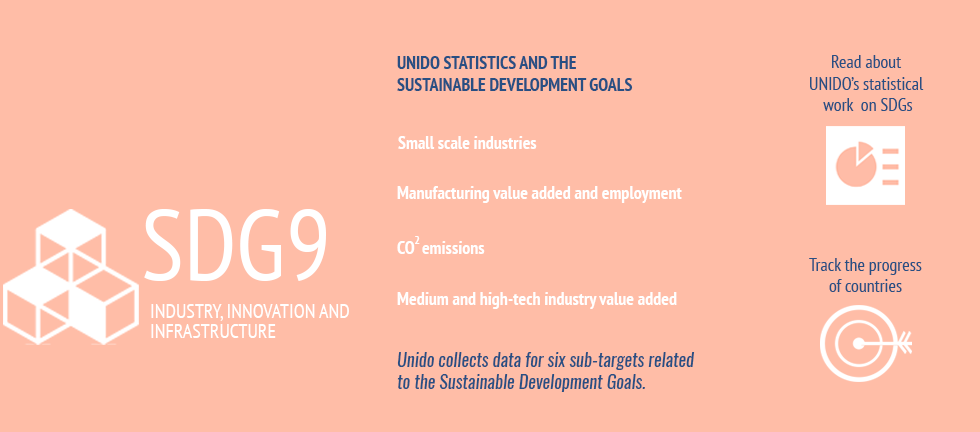 SDG9
INDUSTRY, INNOVATION AND
INFRASTRUCTURE
UNIDO STATISTICS AND THE
SUSTAINABLE DEVELOPMENT GOALS
Small scale industries
Manufacturing value added and employment
CO² emissions
Medium and high-tech industry value added
Unido collects data for six sub-targets related
to the Sustainable Development Goals.
Read about
UNIDO's statistical
work on SDGs
Track the progress
of countries